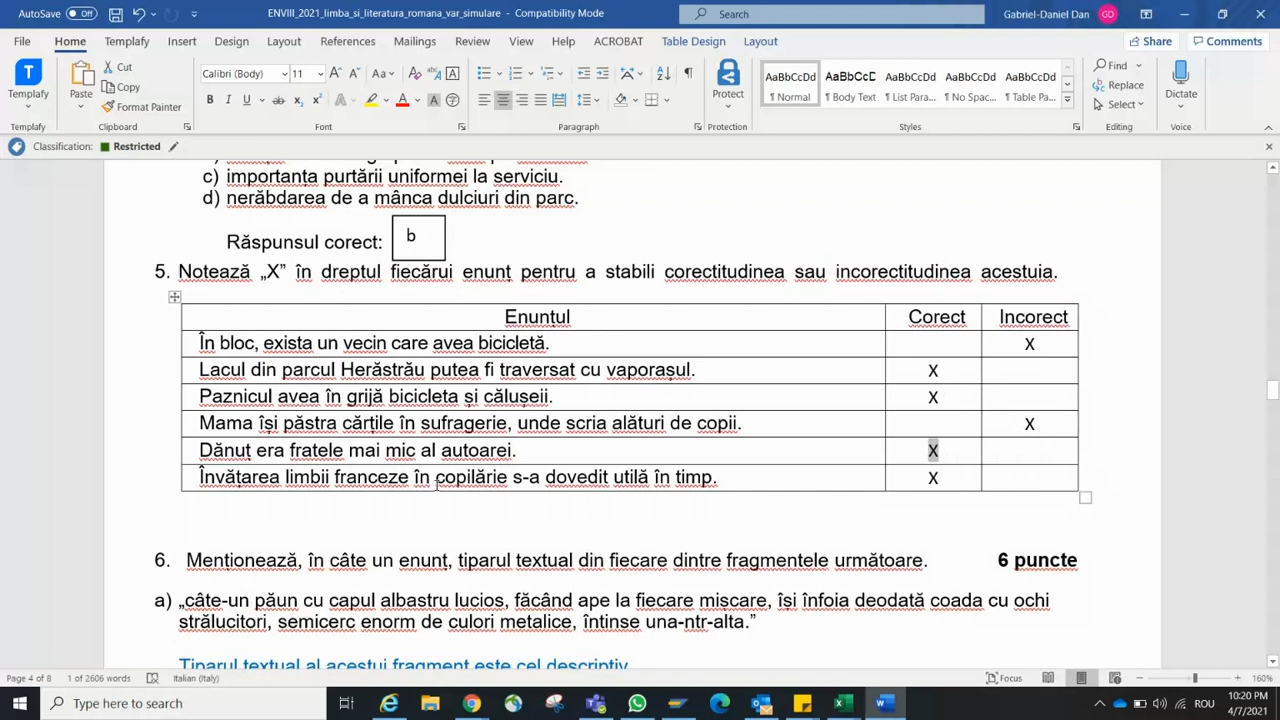 AutoSave Off ENVIII_2021_limba_si_literatura_romana_var_simulare - Compatibility Mode Search Gabriel-Daniel Dan GD
File Home Templafy Insert Design Layout References Mailings Review View Help ACROBAT Table Design Layout Share Comments
Templafy Paste Cut Copy Format Painter Calibri (Body) 11 Protect Find Replace Select Dictate
AaBbCcDd AaBbCcDd AaBbCcDd AaBbCcDd AaBbCcDd
¶ Normal ¶ Body Text ¶ List Para... ¶ No Spac... ¶ Table Pa...
Templafy Clipboard Font Paragraph Protection Styles Editing Voice
Classification: Restricted
c) importanța purtării uniformei la serviciu.
d) nerăbdarea de a mânca dulciuri din parc.
Răspunsul corect: b
5. Notează „X” în dreptul fiecărui enunț pentru a stabili corectitudinea sau incorectitudinea acestuia.
Enunțul Corect Incorect
În bloc, exista un vecin care avea bicicletă. X
Lacul din parcul Herăstrău putea fi traversat cu vaporașul. X
Paznicul avea în grijă bicicleta și călușeii. X
Mama își păstra cărțile în sufragerie, unde scria alături de copii. X
Dănuț era fratele mai mic al autoarei. X
Învățarea limbii franceze în copilărie s-a dovedit utilă în timp. X
6. Menționează, în câte un enunț, tiparul textual din fiecare dintre fragmentele următoare. 6 puncte
a) „câte-un păun cu capul albastru lucios, făcând ape la fiecare mișcare, își înfoia deodată coada cu ochi
strălucitori, semicerc enorm de culori metalice, întinse una-ntr-alta.”
Tiparul textual al acestui fragment este cel descriptiv.
Page 4 of 8 1 of 2606 words Italian (Italy) Focus 160%
Type here to search 10:20 PM
4/7/2021